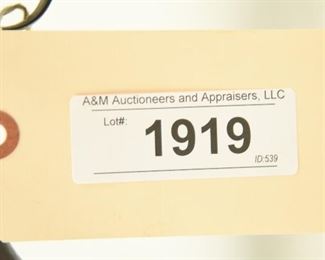 A&M Auctioneers and Appraisers, LLC
Lot#:
1919
ID:539